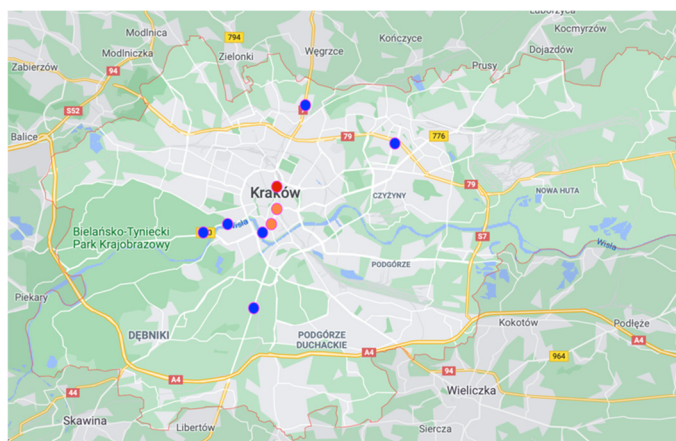 Luborzyca
Modlnica
794
Węgrzce
Kończyce
Kocmyrzów
Modlniczka
Zielonki
Dojazdów
Zabierzów
94
Prusy
S52
Balice
79
776
Kraków
CZYŻYNY
79
NOWA HUTA
Bielańsko-Tyniecki
Park Krajobrazowy
Wisła
S7
Wisła
PODGÓRZE
Piekary
DĘBNIKI
PODGÓRZE
DUCHACKIE
Kokotów
Podłęże
A4
A4
964
A4
94
44
Wieliczka
Skawina
Libertów
Siercza